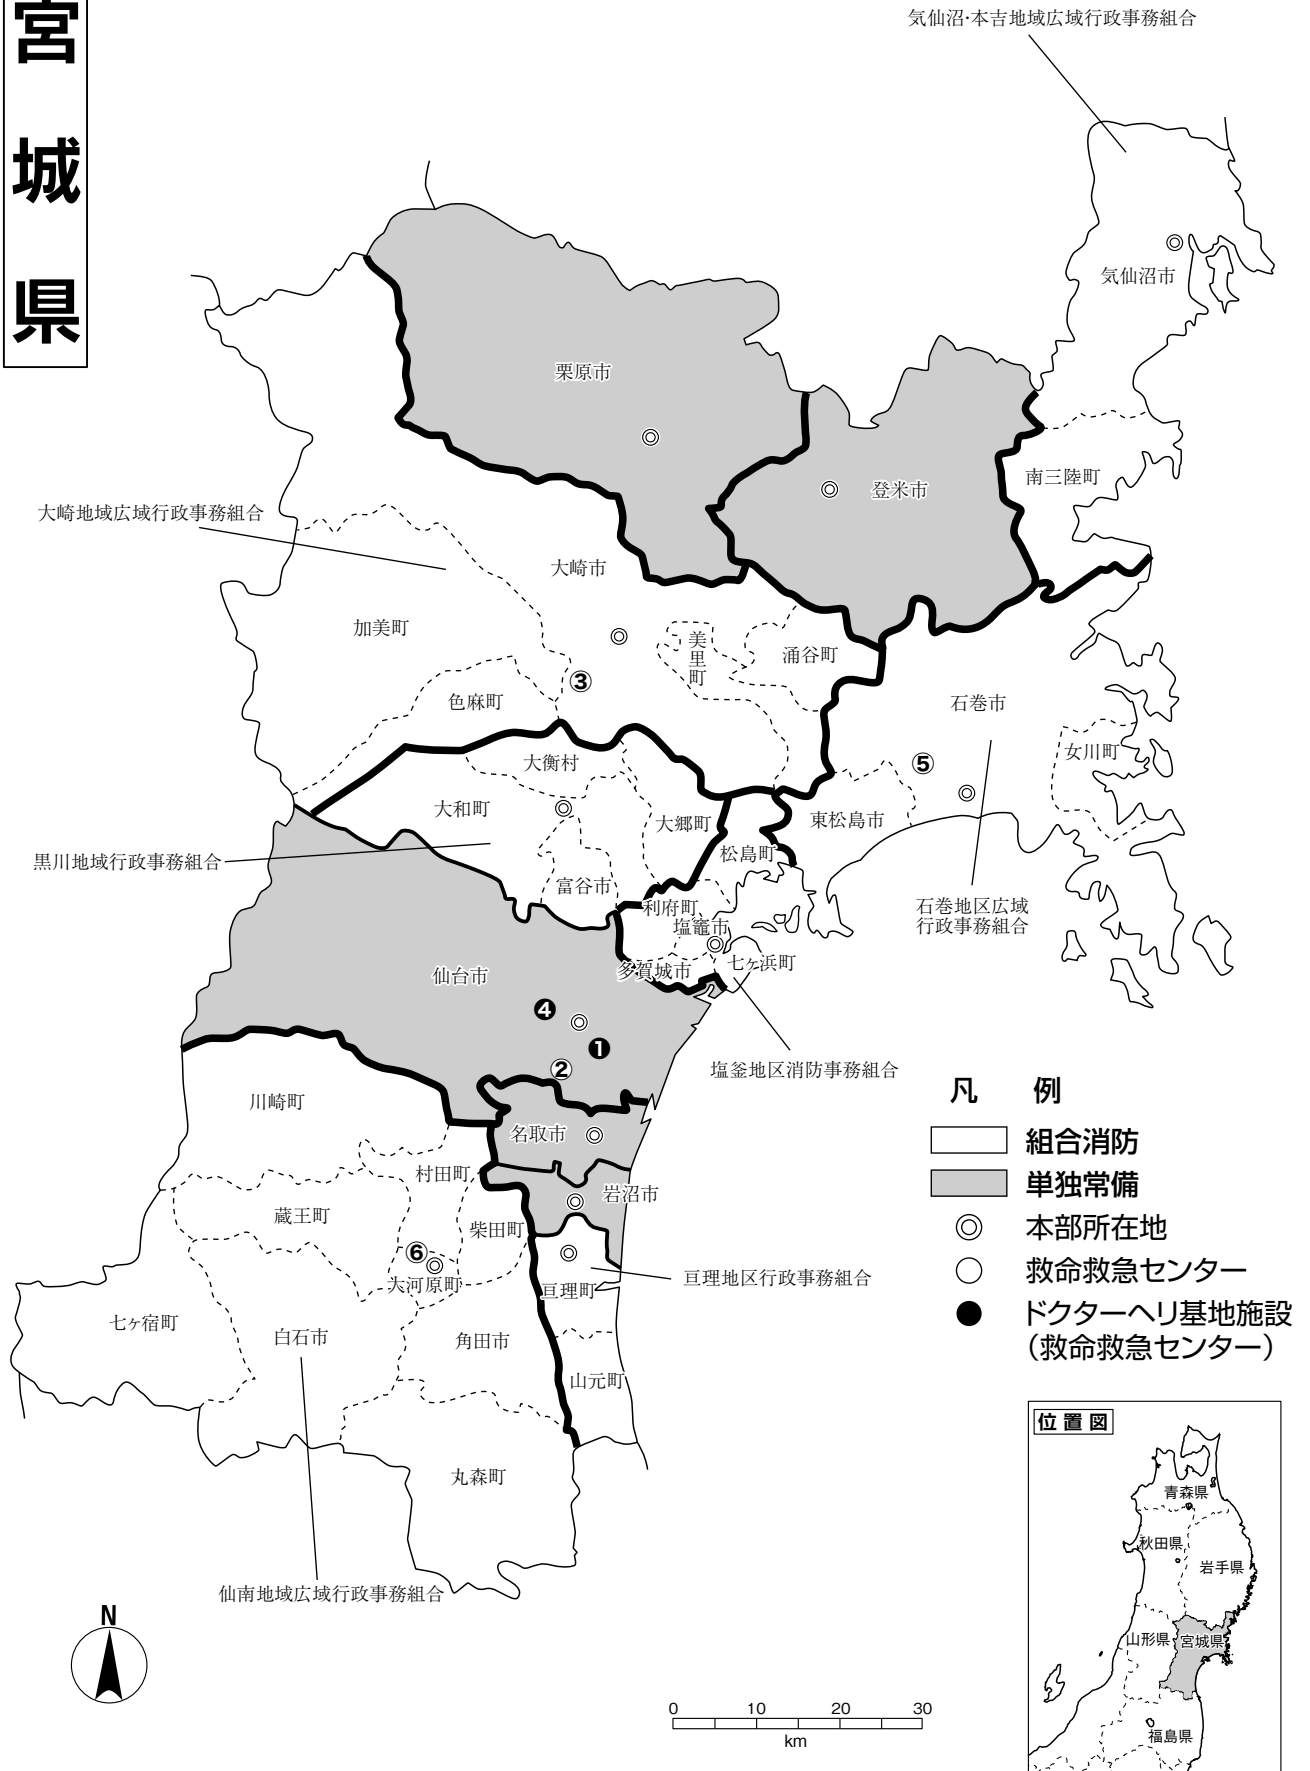 宮城県
気仙沼・本吉地域広域行政事務組合
気仙沼市
栗原市
登米市
南三陸町
大崎地域広域行政事務組合
大崎市
加美町
美里町
涌谷町
色麻町
③
石巻市
女川町
⑤
大衡村
大和町
大郷町
東松島市
松島町
黒川地域行政事務組合
富谷市
利府町
塩竈市
石巻地区広域
行政事務組合
多賀城市
七ヶ浜町
仙台市
❹
❶
②
塩釜地区消防事務組合
川崎町
名取市
村田町
岩沼市
蔵王町
柴田町
⑥
大河原町
亘理町
亘理地区行政事務組合
七ヶ宿町
白石市
角田市
山元町
丸森町
仙南地域広域行政事務組合
凡 例
組合消防
単独常備
本部所在地
救命救急センター
ドクターヘリ基地施設
（救命救急センター）
位置図
青森県
秋田県
岩手県
山形県
宮城県
福島県
N
0 10 20 30
km